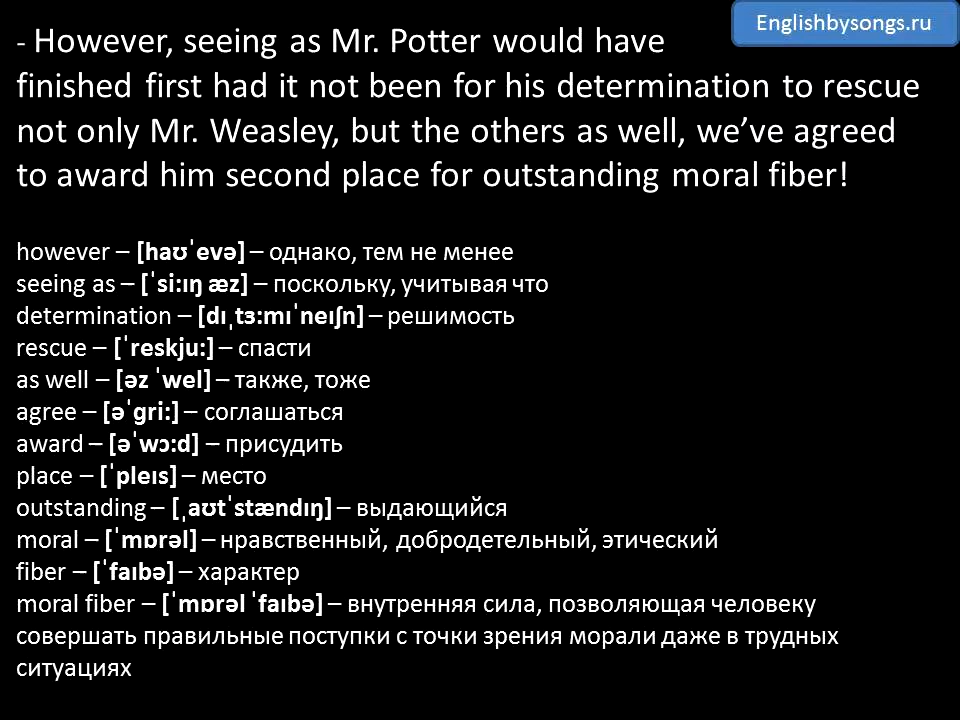 Englishbysongs.ru
- However, seeing as Mr. Potter would have
finished first had it not been for his determination to rescue
not only Mr. Weasley, but the others as well, we’ve agreed
to award him second place for outstanding moral fiber!
however – [haʊˈevə] – однако, тем не менее
seeing as – [ˈsi:ɪŋ æz] – поскольку, учитывая что
determination – [dɪˌtɜ:mɪˈneɪʃn] – решимость
rescue – [ˈreskju:] – спасти
as well – [əz ˈwel] – также, тоже
agree – [əˈgri:] – соглашаться
award – [əˈwɔ:d] – присудить
place – [ˈpleɪs] – место
outstanding – [ˌaʊtˈstændɪŋ] – выдающийся
moral – [ˈmɒrəl] – нравственный, добродетельный, этический
fiber – [ˈfaɪbə] – характер
moral fiber – [ˈmɒrəl ˈfaɪbə] – внутренняя сила, позволяющая человеку
совершать правильные поступки с точки зрения морали даже в трудных
ситуациях